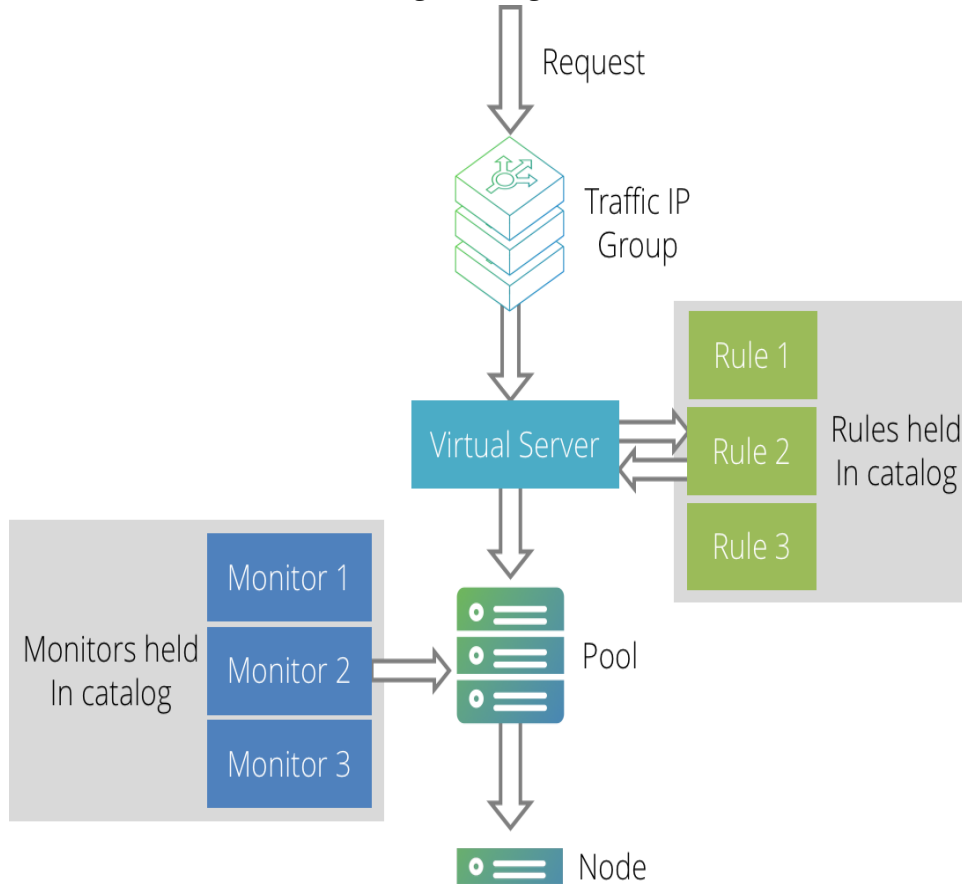 Request
Traffic IP
Group
Rule 1
Virtual Server
Rule 2
Rules held
In catalog
Rule 3
Monitor 1
Monitors held
In catalog
Monitor 2
Pool
Monitor 3
Node